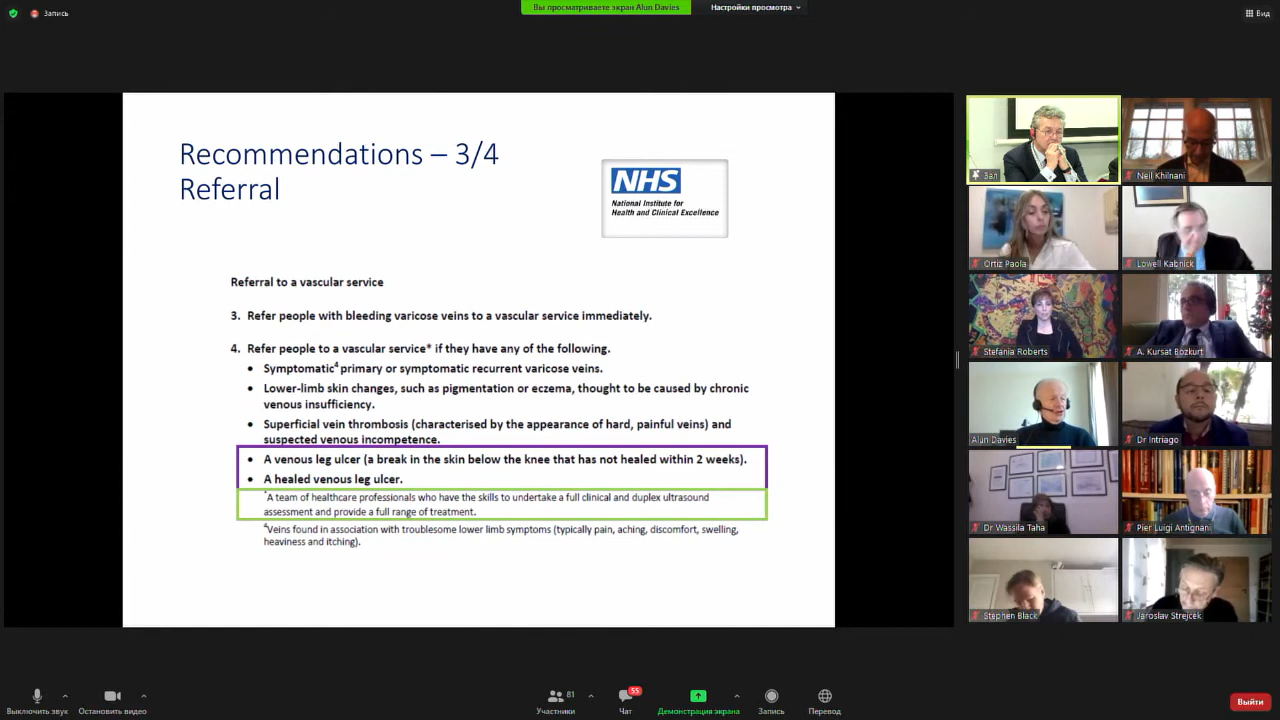 Запись
Вы просматриваете экран Alun Davies
Настройки просмотра
Вид
Recommendations – 3/4
Referral
NHS
National Institute for
Health and Clinical Excellence
Referral to a vascular service
3. Refer people with bleeding varicose veins to a vascular service immediately.
4. Refer people to a vascular service* if they have any of the following.
• Symptomatic⁴ primary or symptomatic recurrent varicose veins.
• Lower-limb skin changes, such as pigmentation or eczema, thought to be caused by chronic
venous insufficiency.
• Superficial vein thrombosis (characterised by the appearance of hard, painful veins) and
suspected venous incompetence.
• A venous leg ulcer (a break in the skin below the knee that has not healed within 2 weeks).
• A healed venous leg ulcer.
*A team of healthcare professionals who have the skills to undertake a full clinical and duplex ultrasound
assessment and provide a full range of treatment.
⁴Veins found in association with troublesome lower limb symptoms (typically pain, aching, discomfort, swelling,
heaviness and itching).
Зал
Neil Khilnani
Ortiz Paola
Lowell Kabnick
Stefania Roberts
A. Kursat Bozkurt
Alun Davies
Dr Intriago
Dr Wassila Taha
Pier Luigi Antignani
Stephen Black
Jaroslav Strejček
Выключить звук
Остановить видео
81
Участники
55
Чат
Демонстрация экрана
Запись
Перевод
Выйти